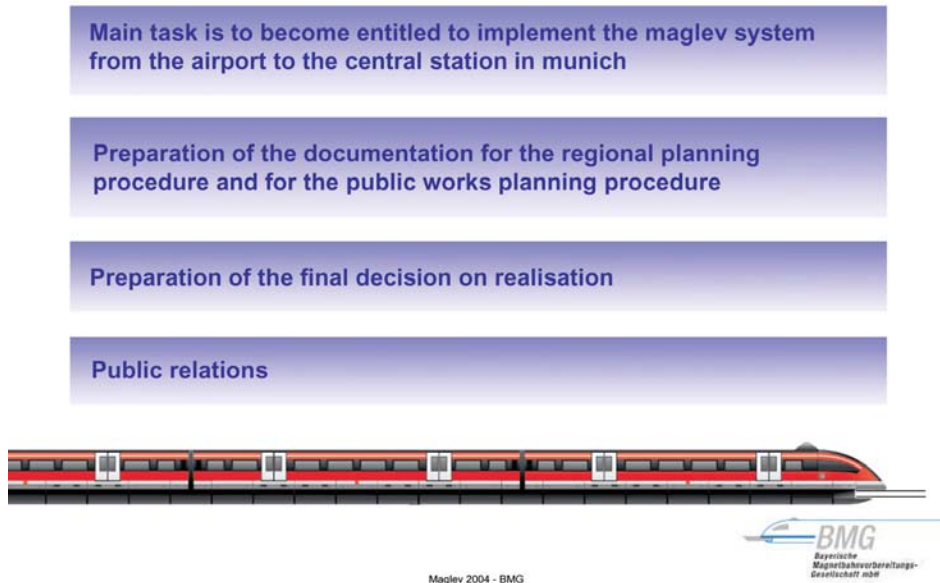 Main task is to become entitled to implement the maglev system
from the airport to the central station in munich
Preparation of the documentation for the regional planning
procedure and for the public works planning procedure
Preparation of the final decision on realisation
Public relations
BMG
Bayerische
Magnetbahnvorbereitungs-
Gesellschaft mbH
Maglev 2004 - BMG